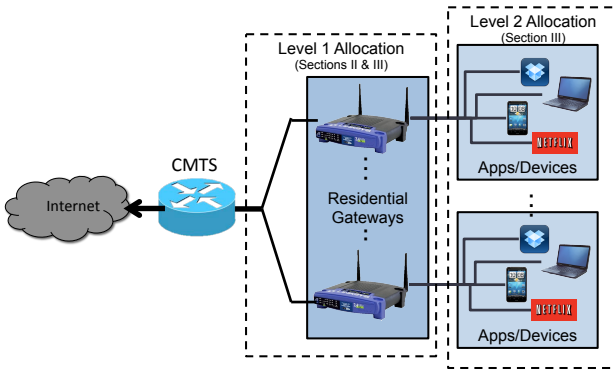 Level 1 Allocation
(Sections II & III)
Level 2 Allocation
(Section III)
CMTS
Internet
Residential
Gateways
NETFLIX
Apps/Devices
NETFLIX
Apps/Devices